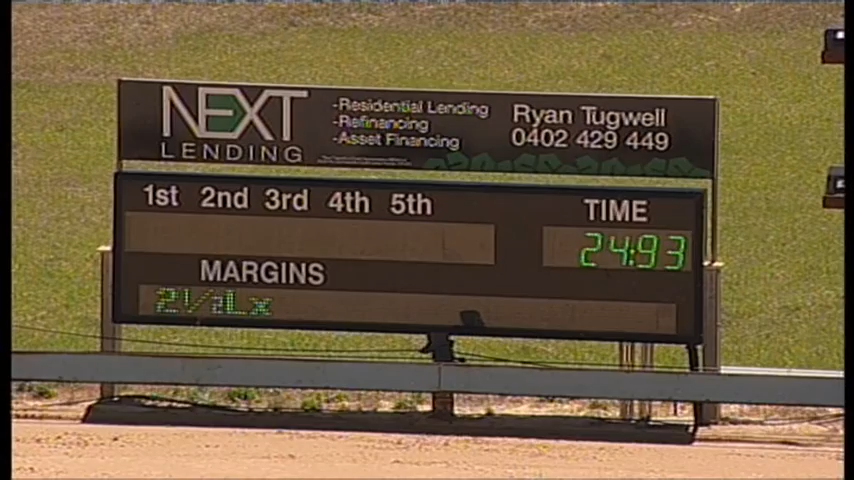 NEXT
LENDING
-Residential Lending
-Refinancing
-Asset Financing
Ryan Tugwell
0402 429 449
1st 2nd 3rd 4th 5th
TIME
24:93
MARGINS
2½Lx